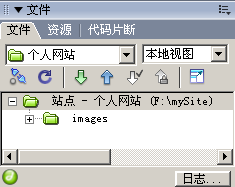 文件
文件 资源 代码片断
个人网站 本地视图
站点 - 个人网站 (F:\mySite)
images
日志...